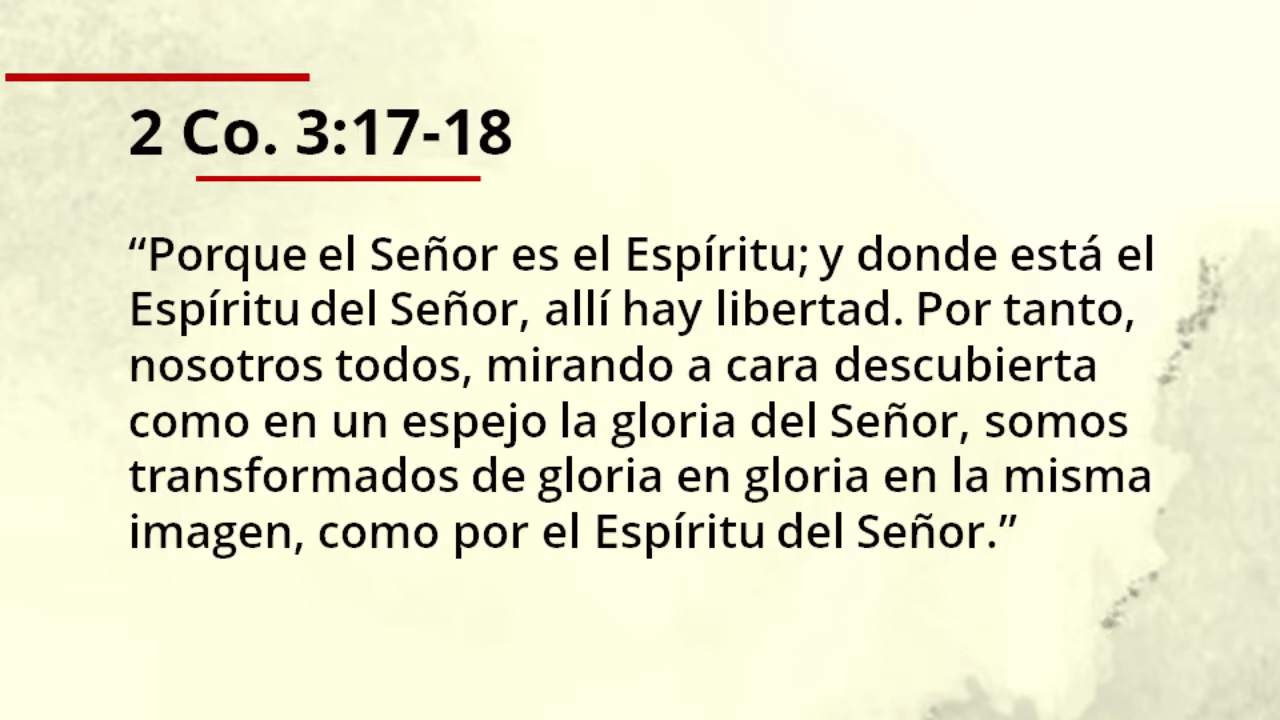 2 Co. 3:17-18
“Porque el Señor es el Espíritu; y donde está el
Espíritu del Señor, allí hay libertad. Por tanto,
nosotros todos, mirando a cara descubierta
como en un espejo la gloria del Señor, somos
transformados de gloria en gloria en la misma
imagen, como por el Espíritu del Señor.”